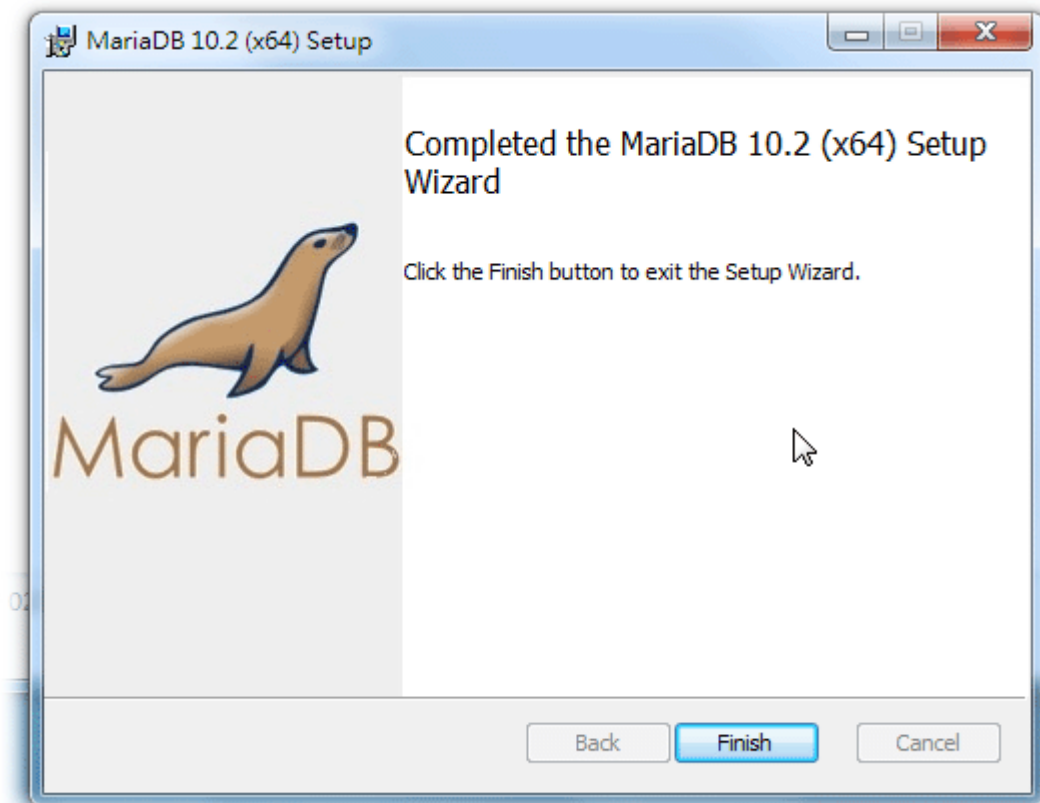 MariaDB 10.2 (x64) Setup
Completed the MariaDB 10.2 (x64) Setup
Wizard
Click the Finish button to exit the Setup Wizard.
MariaDB
02
Back
Finish
Cancel